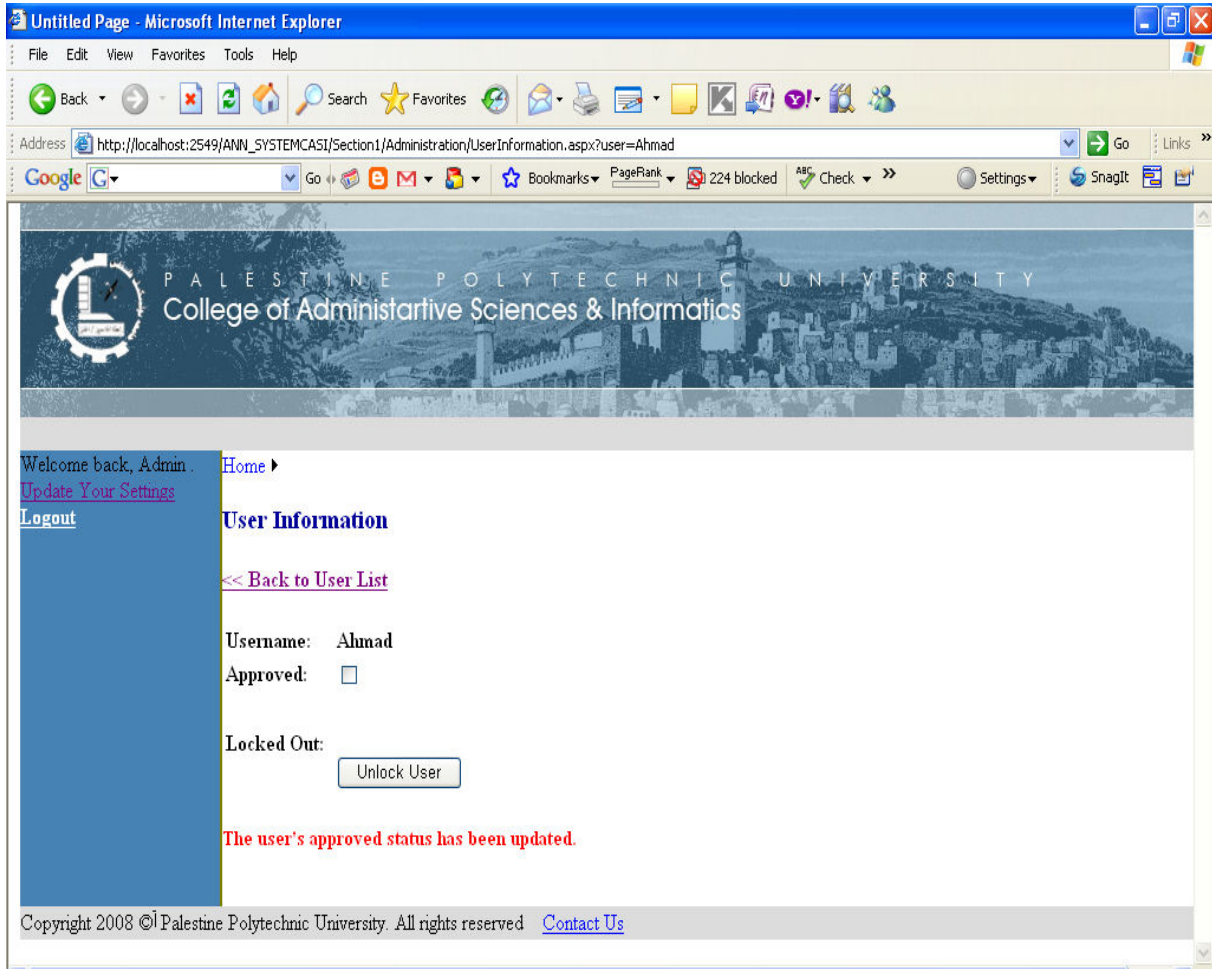 Untitled Page - Microsoft Internet Explorer
File Edit View Favorites Tools Help
Back Search Favorites
Address http://localhost:2549/ANN_SYSTEMCASI/Section1/Administration/UserInformation.aspx?user=Ahmad Go Links »
Google G Go Bookmarks PageRank 224 blocked ABC Check » Settings SnagIt
PALESTINE POLYTECHNIC UNIVERSITY
College of Administartive Sciences & Informatics
Welcome back, Admin .
Update Your Settings
Logout
Home
User Information
<< Back to User List
Username: Ahmad
Approved:
Locked Out:
Unlock User
The user's approved status has been updated.
Copyright 2008 ©Ï Palestine Polytechnic University. All rights reserved Contact Us